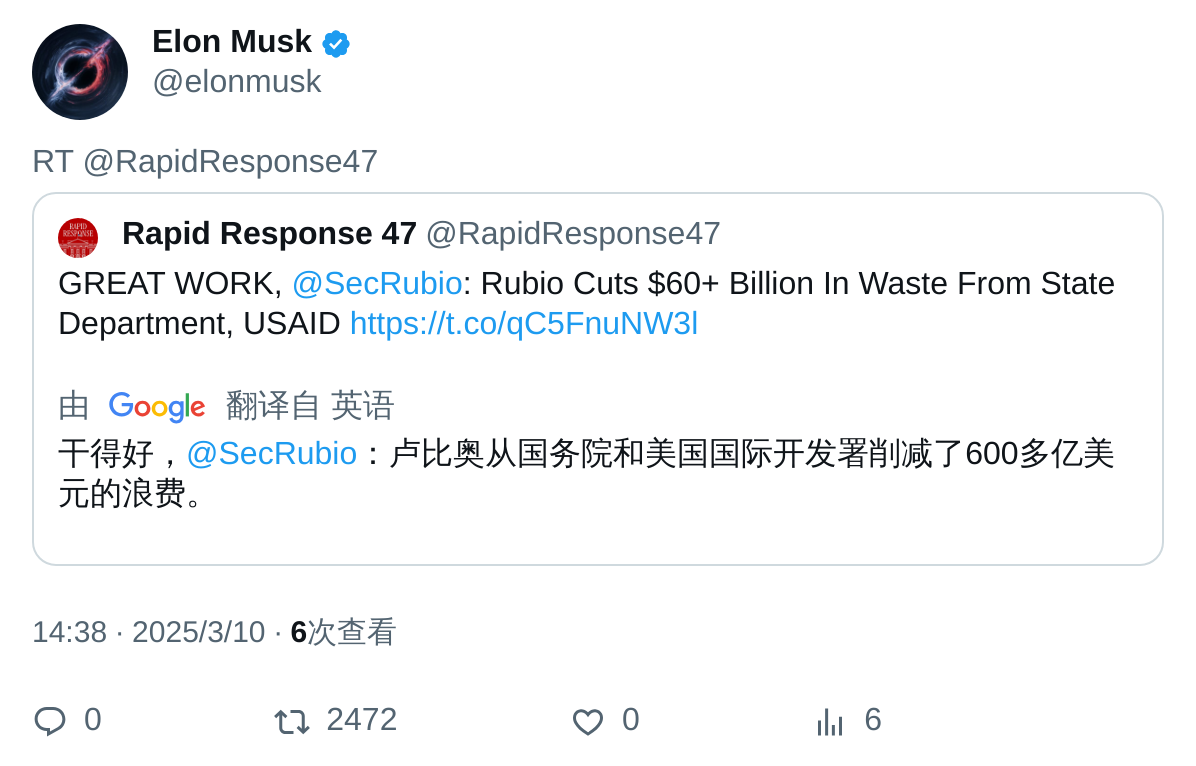 Elon Musk
@elonmusk
RT @RapidResponse47
RAPID
RESPONSE
Rapid Response 47 @RapidResponse47
GREAT WORK, @SecRubio: Rubio Cuts $60+ Billion In Waste From State
Department, USAID https://t.co/qC5FnuNW3l
由 Google 翻译自 英语
干得好，@SecRubio：卢比奥从国务院和美国国际开发署削减了600多亿美
元的浪费。
14:38 · 2025/3/10 · 6次查看
0 2472 0 6